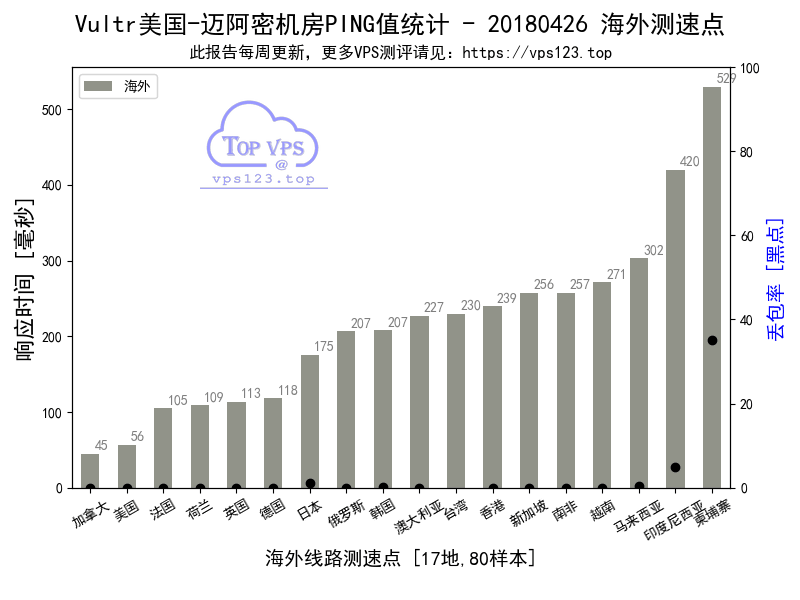 Vultr美国-迈阿密机房PING值统计 - 20180426 海外测速点
此报告每周更新，更多VPS测评请见：https://vps123.top
海外
TOP VPS
@
vps123.top
响应时间 [毫秒]
500
400
300
200
100
0
100
80
60
40
20
0
丢包率 [黑点]
45
56
105
109
113
118
175
207
207
227
230
239
256
257
271
302
420
529
加拿大
美国
法国
荷兰
英国
德国
日本
俄罗斯
韩国
澳大利亚
台湾
香港
新加坡
南非
越南
马来西亚
印度尼西亚
柬埔寨
海外线路测速点 [17地,80样本]